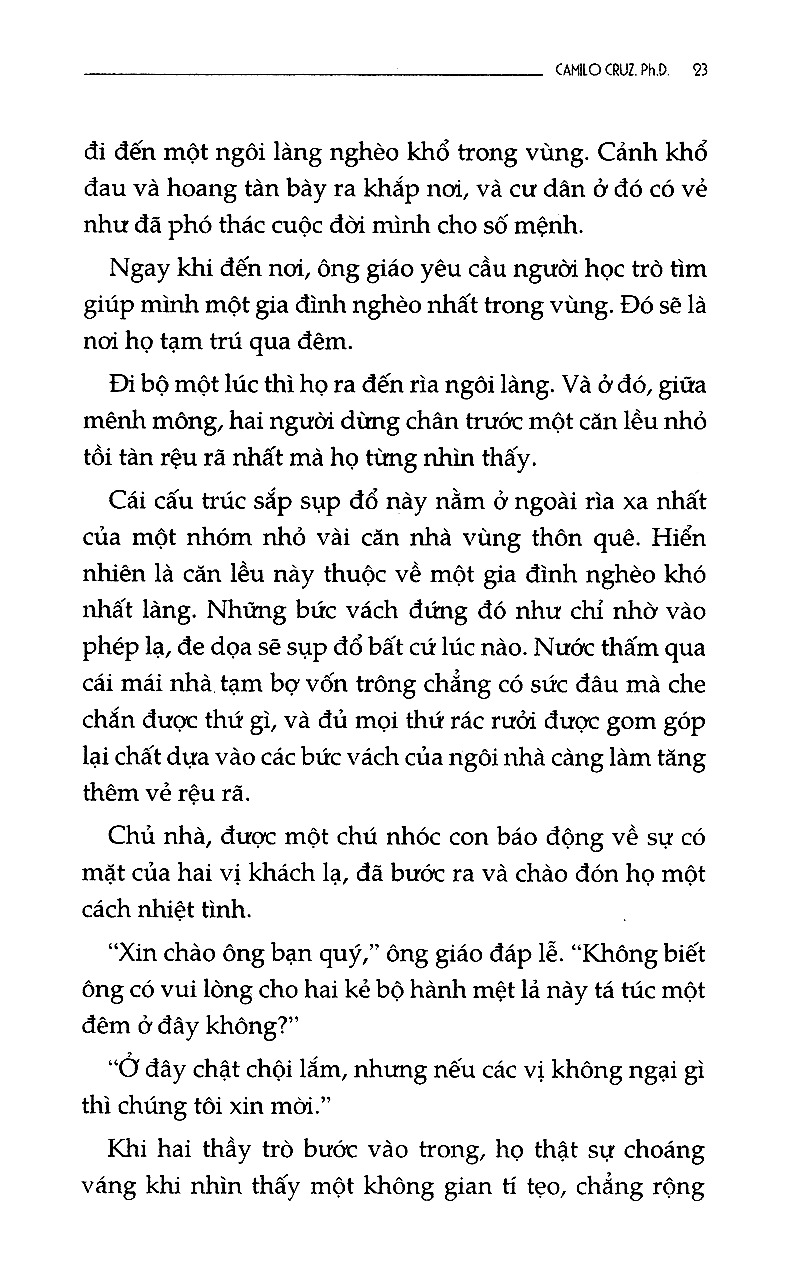 CAMILO CRUZ. Ph.D. 23
đi đến một ngôi làng nghèo khổ trong vùng. Cảnh khổ
đau và hoang tàn bày ra khắp nơi, và cư dân ở đó có vẻ
như đã phó thác cuộc đời mình cho số mệnh.
Ngay khi đến nơi, ông giáo yêu cầu người học trò tìm
giúp mình một gia đình nghèo nhất trong vùng. Đó sẽ là
nơi họ tạm trú qua đêm.
Đi bộ một lúc thì họ ra đến rìa ngôi làng. Và ở đó, giữa
mênh mông, hai người dừng chân trước một căn lều nhỏ
tồi tàn rệu rã nhất mà họ từng nhìn thấy.
Cái cấu trúc sắp sụp đổ này nằm ở ngoài rìa xa nhất
của một nhóm nhỏ vài căn nhà vùng thôn quê. Hiển
nhiên là căn lều này thuộc về một gia đình nghèo khó
nhất làng. Những bức vách đứng đó như chỉ nhờ vào
phép lạ, đe dọa sẽ sụp đổ bất cứ lúc nào. Nước thấm qua
cái mái nhà tạm bợ vốn trông chẳng có sức đâu mà che
chắn được thứ gì, và đủ mọi thứ rác rưởi được gom góp
lại chất dựa vào các bức vách của ngôi nhà càng làm tăng
thêm vẻ rệu rã.
Chủ nhà, được một chú nhóc con báo động về sự có
mặt của hai vị khách lạ, đã bước ra và chào đón họ một
cách nhiệt tình.
“Xin chào ông bạn quý,” ông giáo đáp lễ. “Không biết
ông có vui lòng cho hai kẻ bộ hành mệt lả này tá túc một
đêm ở đây không?”
“Ở đây chật chội lắm, nhưng nếu các vị không ngại gì
thì chúng tôi xin mời.”
Khi hai thầy trò bước vào trong, họ thật sự choáng
váng khi nhìn thấy một không gian tí tẹo, chẳng rộng